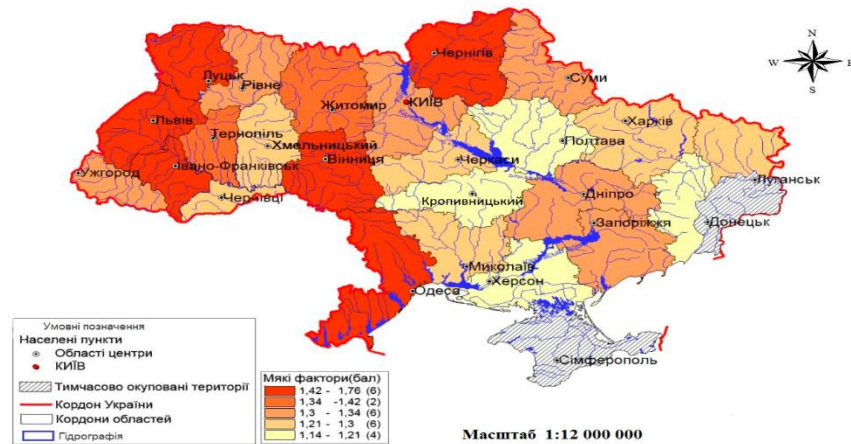 Чернігів
N
W E
S
Луцьк
Рівне
Суми
Житомир
КИЇВ
Львів
Тернопіль
Хмельницький
Харків
Полтава
Івано-Франківськ
Вінниця
Черкаси
Ужгород
Чернівці
Луганськ
Кропивницький
Дніпро
Запоріжжя
Донецьк
Миколаїв
Херсон
Одеса
Сімферополь
Умовні позначення
Населені пункти
Області центри
КИЇВ
Тимчасово окуповані території
Кордон України
Кордони областей
Гідрографія
Мякі фактори(бал)
1,42 - 1,76 (6)
1,34 -1,42 (2)
1,3 - 1,34 (6)
1,21 - 1,3 (6)
1,14 - 1,21 (4)
Масштаб 1:12 000 000